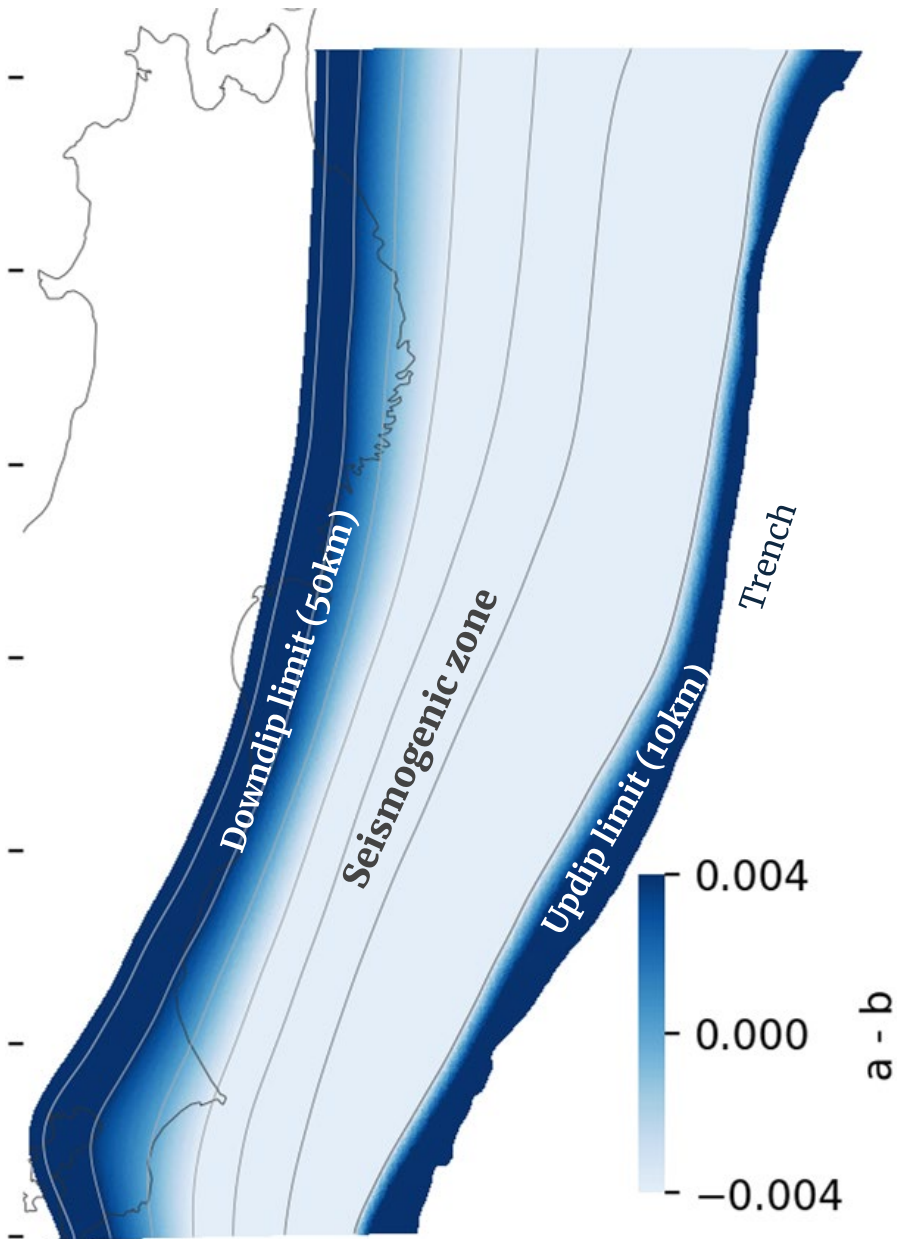 Downdip limit (50km)
Seismogenic zone
Trench
Updip limit (10km)
0.004
0.000
−0.004
a - b